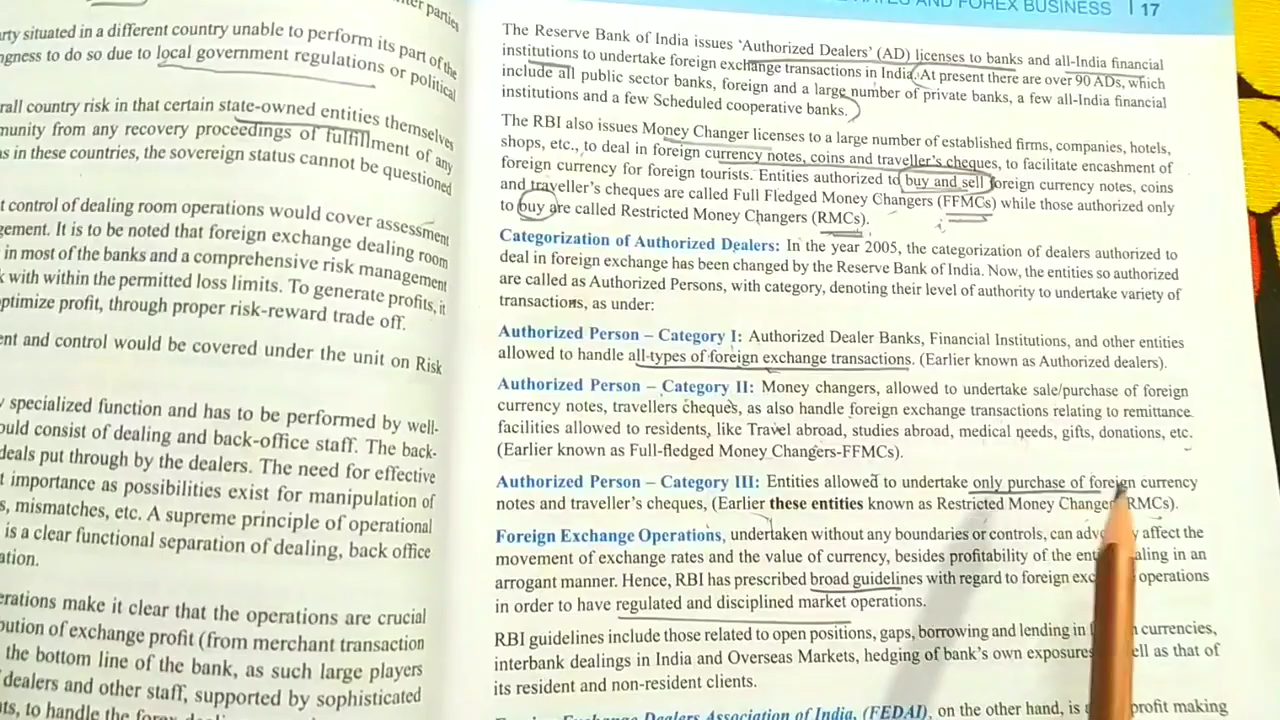 arty situated in a different country unable to perform its part of the
ngness to do so due to local government regulations or political
rall country risk in that certain state-owned entities themselves
munity from any recovery proceedings of fulfillment of any
as in these countries, the sovereign status cannot be questioned
t control of dealing room operations would cover assessment
gement. It is to be noted that foreign exchange dealing room
in most of the banks and a comprehensive risk management
k with within the permitted loss limits. To generate profits, it
optimize profit, through proper risk-reward trade off.
ent and control would be covered under the unit on Risk
y specialized function and has to be performed by well-
ould consist of dealing and back-office staff. The back-
deals put through by the dealers. The need for effective
t importance as possibilities exist for manipulation of
s, mismatches, etc. A supreme principle of operational
is a clear functional separation of dealing, back office
ation.
erations make it clear that the operations are crucial
bution of exchange profit (from merchant transaction
the bottom line of the bank, as such large players
dealers and other staff, supported by sophisticated
AND FOREX BUSINESS | 17
The Reserve Bank of India issues ‘Authorized Dealers’ (AD) licenses to banks and all-India financial
institutions to undertake foreign exchange transactions in India. At present there are over 90 ADs, which
include all public sector banks, foreign and a large number of private banks, a few all-India financial
institutions and a few Scheduled cooperative banks.
The RBI also issues Money Changer licenses to a large number of established firms, companies, hotels,
shops, etc., to deal in foreign currency notes, coins and traveller’s cheques, to facilitate encashment of
foreign currency for foreign tourists. Entities authorized to buy and sell foreign currency notes, coins
and traveller’s cheques are called Full Fledged Money Changers (FFMCs) while those authorized only
to buy are called Restricted Money Changers (RMCs).
Categorization of Authorized Dealers: In the year 2005, the categorization of dealers authorized to
deal in foreign exchange has been changed by the Reserve Bank of India. Now, the entities so authorized
are called as Authorized Persons, with category, denoting their level of authority to undertake variety of
transactions, as under:
Authorized Person – Category I: Authorized Dealer Banks, Financial Institutions, and other entities
allowed to handle all-types of foreign exchange transactions. (Earlier known as Authorized dealers).
Authorized Person – Category II: Money changers, allowed to undertake sale/purchase of foreign
currency notes, travellers cheques, as also handle foreign exchange transactions relating to remittance
facilities allowed to residents, like Travel abroad, studies abroad, medical needs, gifts, donations, etc.
(Earlier known as Full-fledged Money Changers-FFMCs).
Authorized Person – Category III: Entities allowed to undertake only purchase of foreign currency
notes and traveller’s cheques, (Earlier these entities known as Restricted Money Changer RMCs).
Foreign Exchange Operations, undertaken without any boundaries or controls, can adv affect the
movement of exchange rates and the value of currency, besides profitability of the ent aling in an
arrogant manner. Hence, RBI has prescribed broad guidelines with regard to foreign exc operations
in order to have regulated and disciplined market operations.
RBI guidelines include those related to open positions, gaps, borrowing and lending in currencies,
interbank dealings in India and Overseas Markets, hedging of bank’s own exposures ell as that of
its resident and non-resident clients.
Dealers Association of India, (FEDAI), on the other hand, is profit making